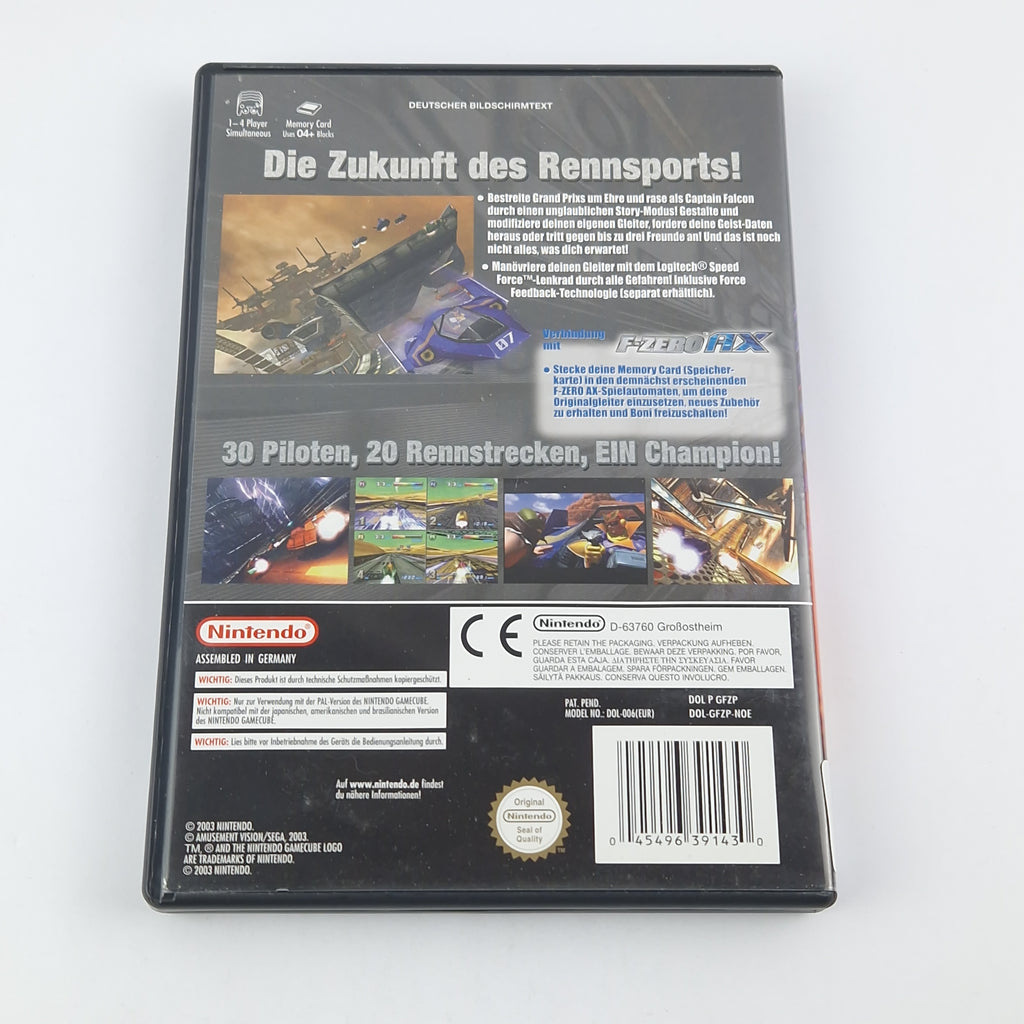 DEUTSCHER BILDSCHIRMTEXT
1–4 Player
Simultaneous
Memory Card
Uses 04+ Blocks
Die Zukunft des Rennsports!
• Bestreite Grand Prixs um Ehre und rase als Captain Falcon
durch einen unglaublichen Story-Modus! Gestalte und
modifiziere deinen eigenen Gleiter, fordere deine Geist-Daten
heraus oder tritt gegen bis zu drei Freunde an! Und das ist noch
nicht alles, was dich erwartet!
• Manövriere deinen Gleiter mit dem Logitech® Speed
Force™-Lenkrad durch alle Gefahren! Inklusive Force
Feedback-Technologie (separat erhältlich).
07
Verbindung
mit
F-ZERO AX
• Stecke deine Memory Card (Speicher-
karte) in den demnächst erscheinenden
F-ZERO AX-Spielautomaten, um deine
Originalgleiter einzusetzen, neues Zubehör
zu erhalten und Boni freizuschalten!
30 Piloten, 20 Rennstrecken, EIN Champion!
Nintendo®
ASSEMBLED IN GERMANY
WICHTIG: Dieses Produkt ist durch technische Schutzmaßnahmen kopiergeschützt.
WICHTIG: Nur zur Verwendung mit der PAL-Version des NINTENDO GAMECUBE.
Nicht kompatibel mit der japanischen, amerikanischen und brasilianischen Version
des NINTENDO GAMECUBE.
WICHTIG: Lies bitte vor Inbetriebnahme des Geräts die Bedienungsanleitung durch.
CE
Nintendo® D-63760 Großostheim
PLEASE RETAIN THE PACKAGING. VERPACKUNG AUFHEBEN.
CONSERVER L'EMBALLAGE. BEWAAR DEZE VERPAKKING. POR FAVOR,
GUARDA ESTA CAJA. ΔΙΑΤΗΡΗΣΤΕ ΤΗΝ ΣΥΣΚΕΥΑΣΙΑ. FAVOR
GUARDAR A EMBALAGEM. SPARA FÖRPACKNINGEN. GEM EMBALLAGEN.
SÄILYTÄ PAKKAUS. CONSERVA QUESTO INVOLUCRO.
PAT. PEND.
MODEL NO.: DOL-006(EUR)
DOL P GFZP
DOL-GFZP-NOE
Auf www.nintendo.de findest
du nähere Informationen!
Original
Nintendo
Seal of
Quality
TM
0 45496 39143 0
© 2003 NINTENDO.
© AMUSEMENT VISION/SEGA, 2003.
TM, ® AND THE NINTENDO GAMECUBE LOGO
ARE TRADEMARKS OF NINTENDO.
© 2003 NINTENDO.